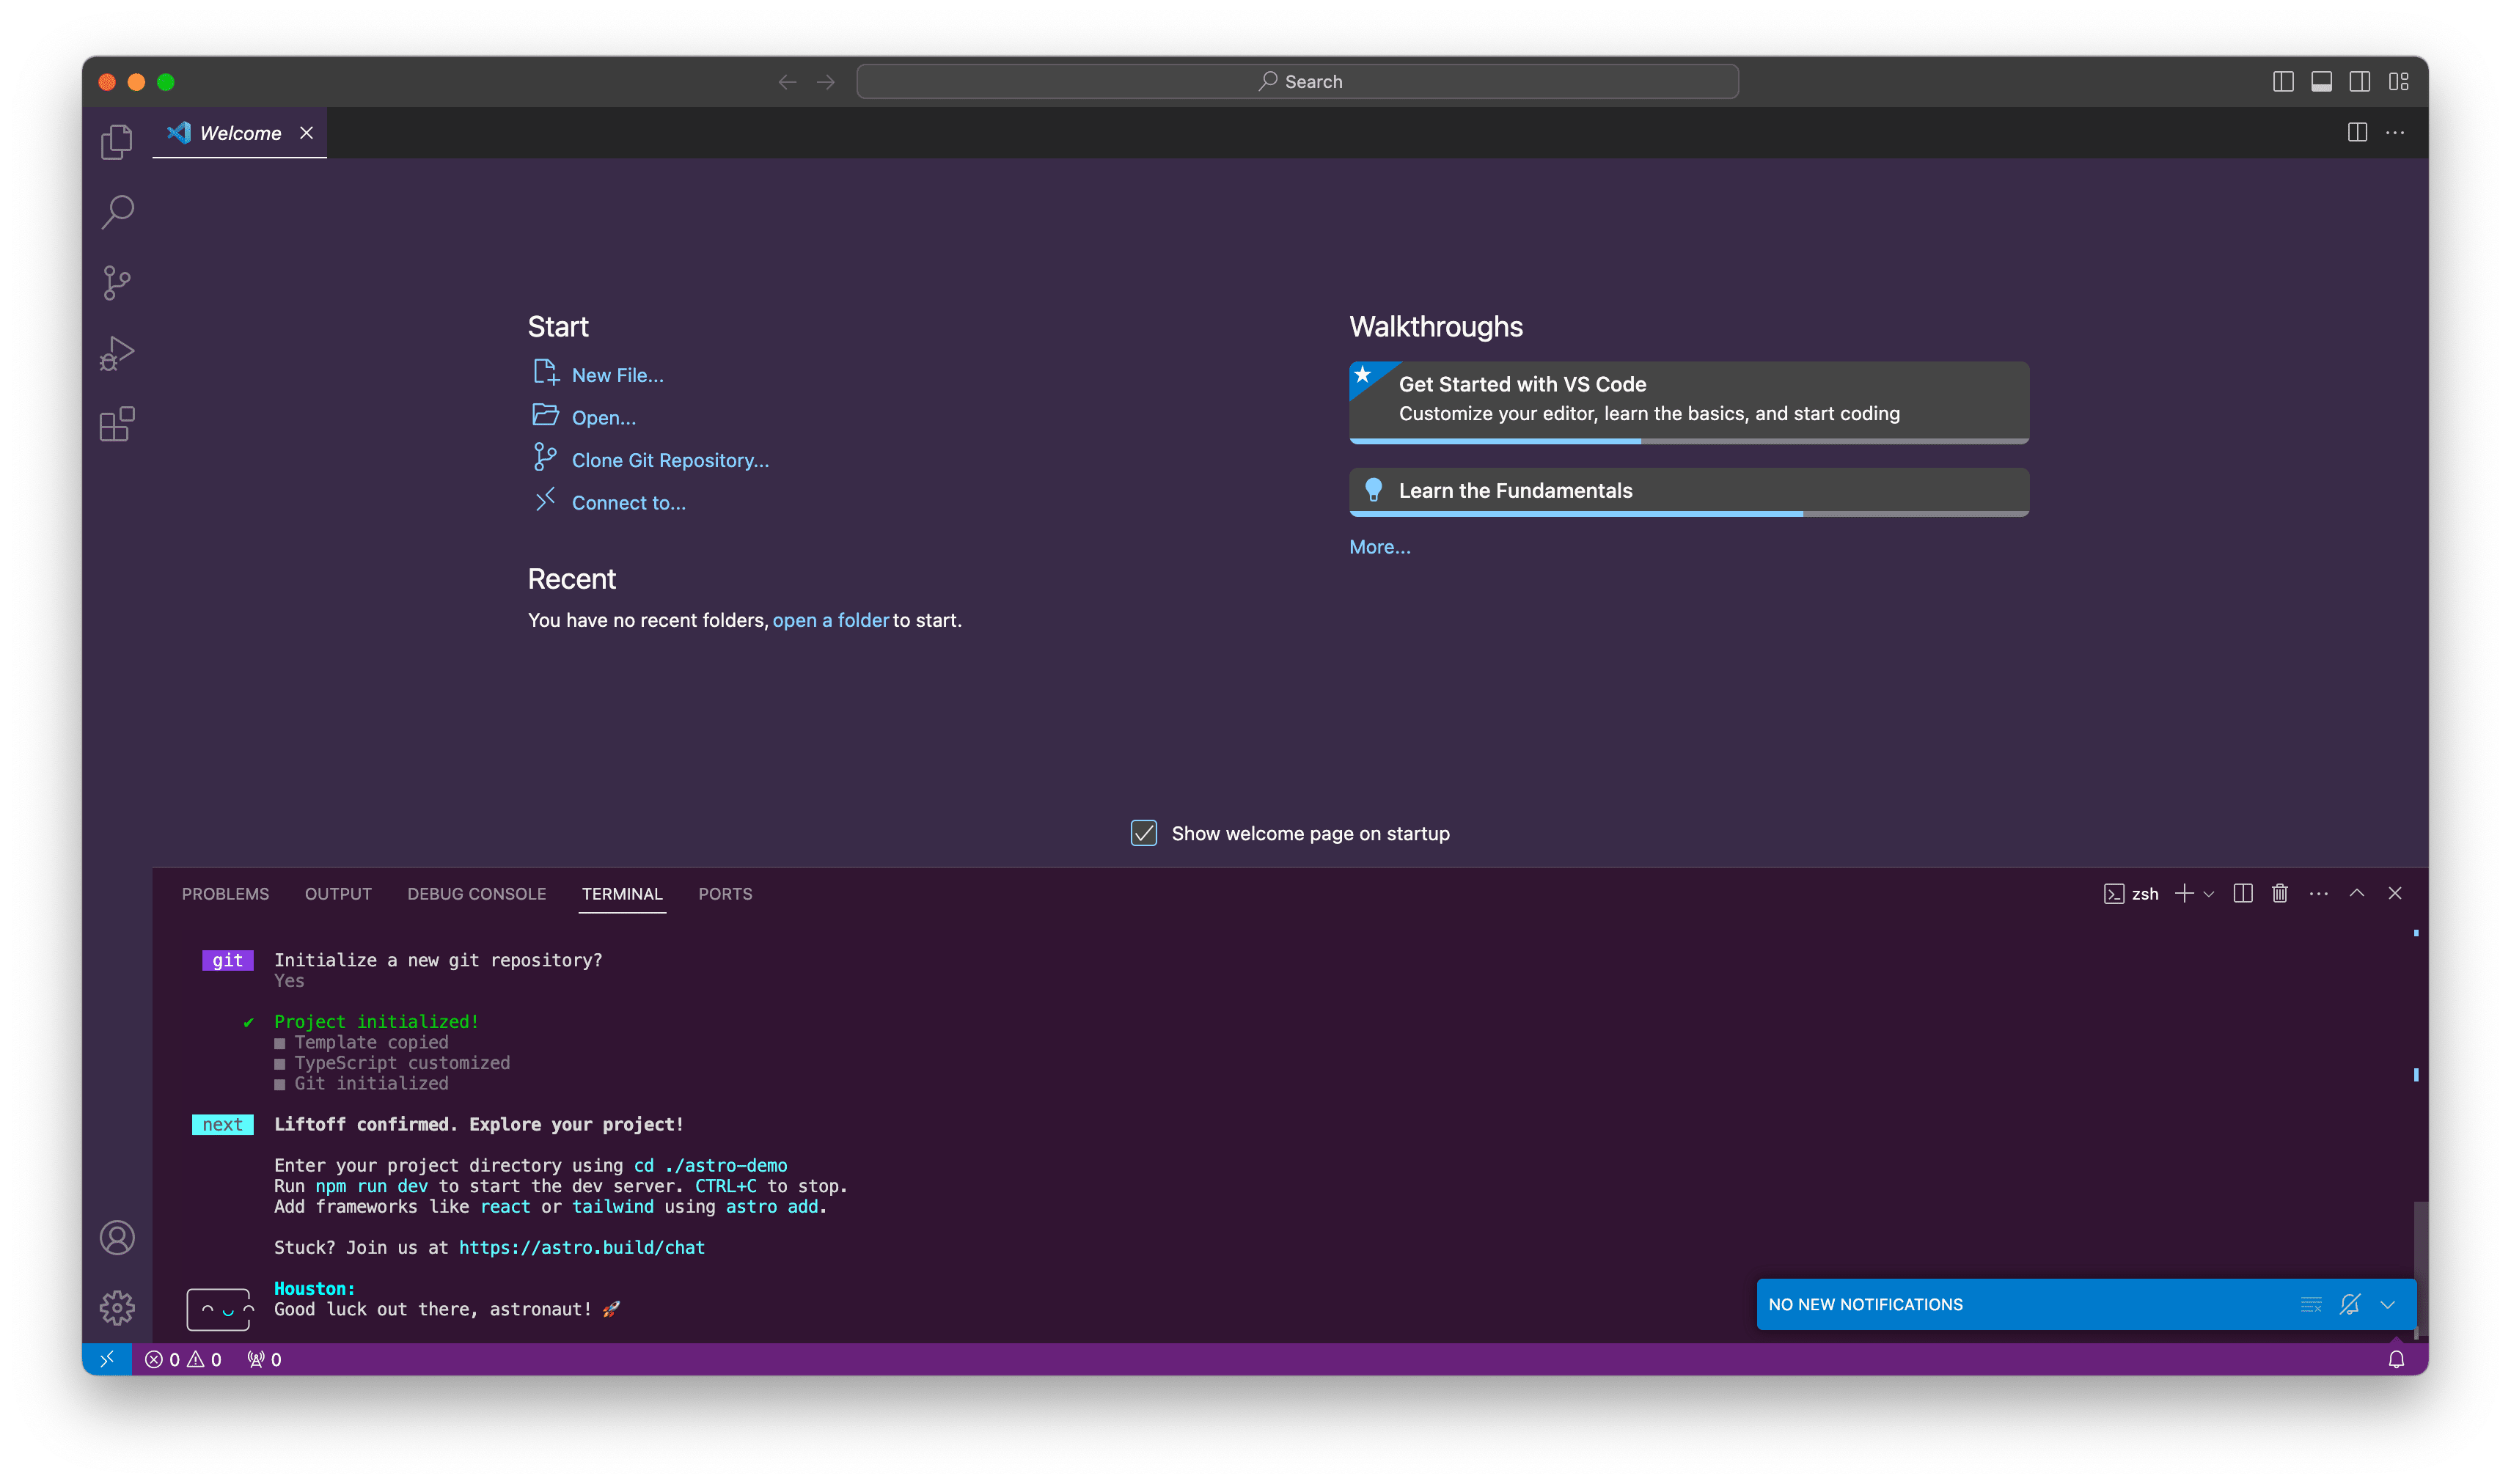 Search
Welcome
Start
New File...
Open...
Clone Git Repository...
Connect to...
Recent
You have no recent folders, open a folder to start.
Walkthroughs
Get Started with VS Code
Customize your editor, learn the basics, and start coding
Learn the Fundamentals
More...
Show welcome page on startup
PROBLEMS OUTPUT DEBUG CONSOLE TERMINAL PORTS zsh
git Initialize a new git repository?
Yes
✔ Project initialized!
■ Template copied
■ TypeScript customized
■ Git initialized
next Liftoff confirmed. Explore your project!
Enter your project directory using cd ./astro-demo
Run npm run dev to start the dev server. CTRL+C to stop.
Add frameworks like react or tailwind using astro add.
Stuck? Join us at https://astro.build/chat
Houston:
Good luck out there, astronaut! 🚀
NO NEW NOTIFICATIONS
0 0 0